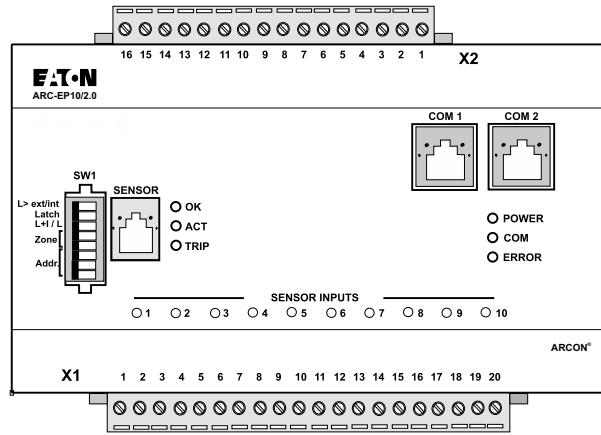 16 15 14 13 12 11 10 9 8 7 6 5 4 3 2 1 X2
EATON
ARC-EP10/2.0
COM 1 COM 2
SW1
SENSOR
L> ext/int
Latch
L+I / L
Zone
Addr.
OK
ACT
TRIP
POWER
COM
ERROR
SENSOR INPUTS
1 2 3 4 5 6 7 8 9 10
ARCON®
X1 1 2 3 4 5 6 7 8 9 10 11 12 13 14 15 16 17 18 19 20